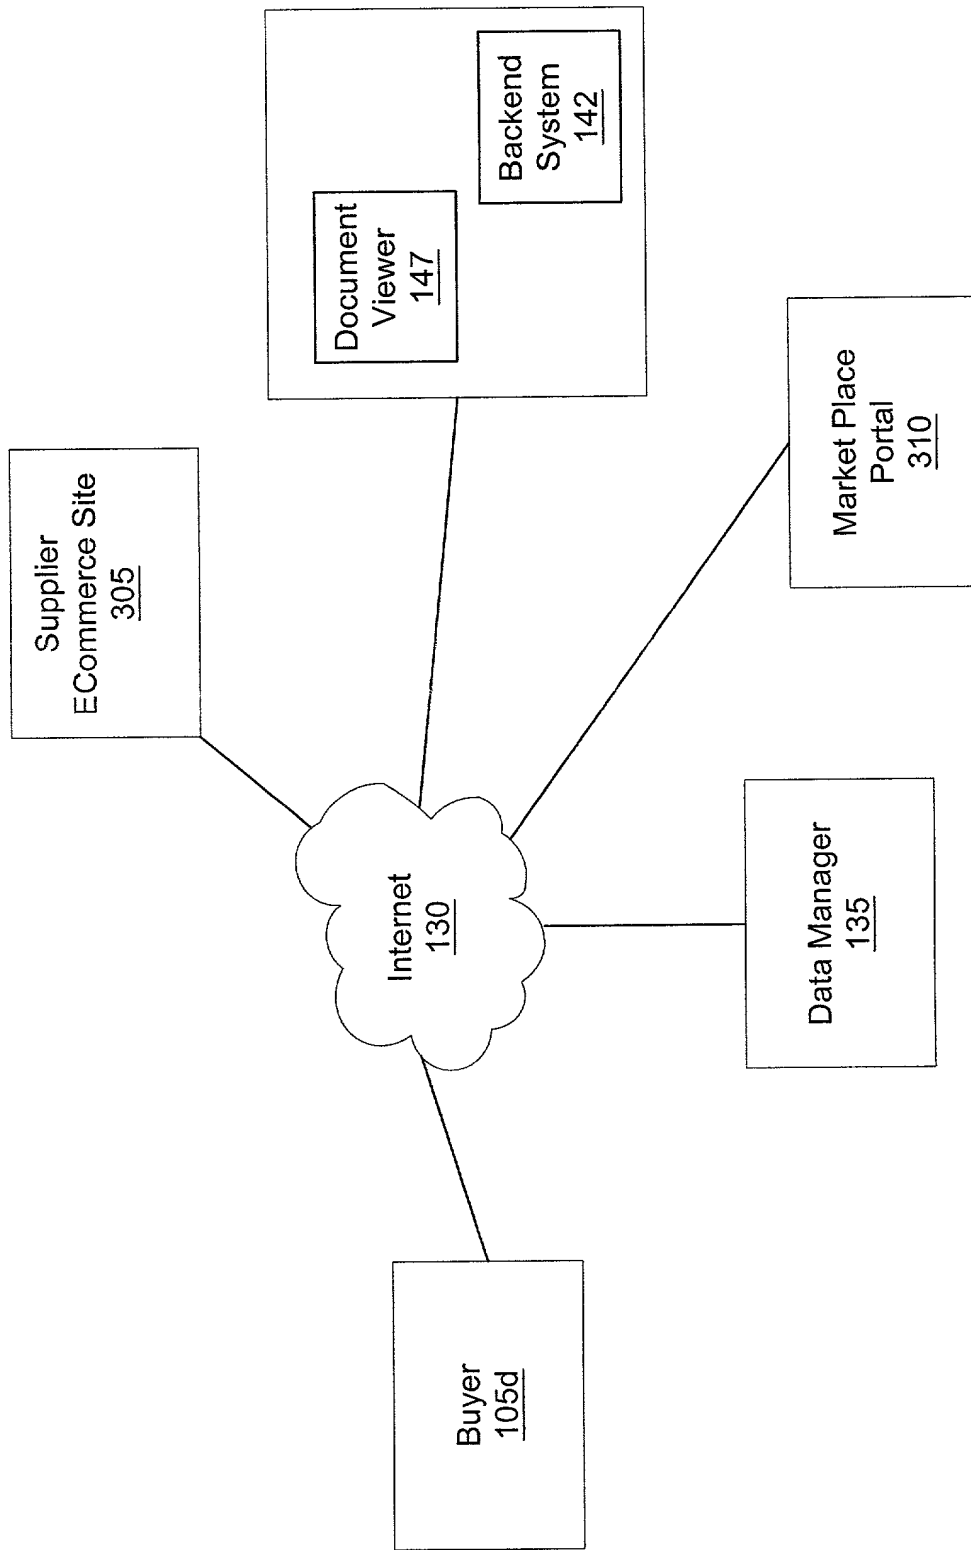 Supplier
ECommerce Site
305
Document
Viewer
147
Backend
System
142
Internet
130
Buyer
105d
Data Manager
135
Market Place
Portal
310